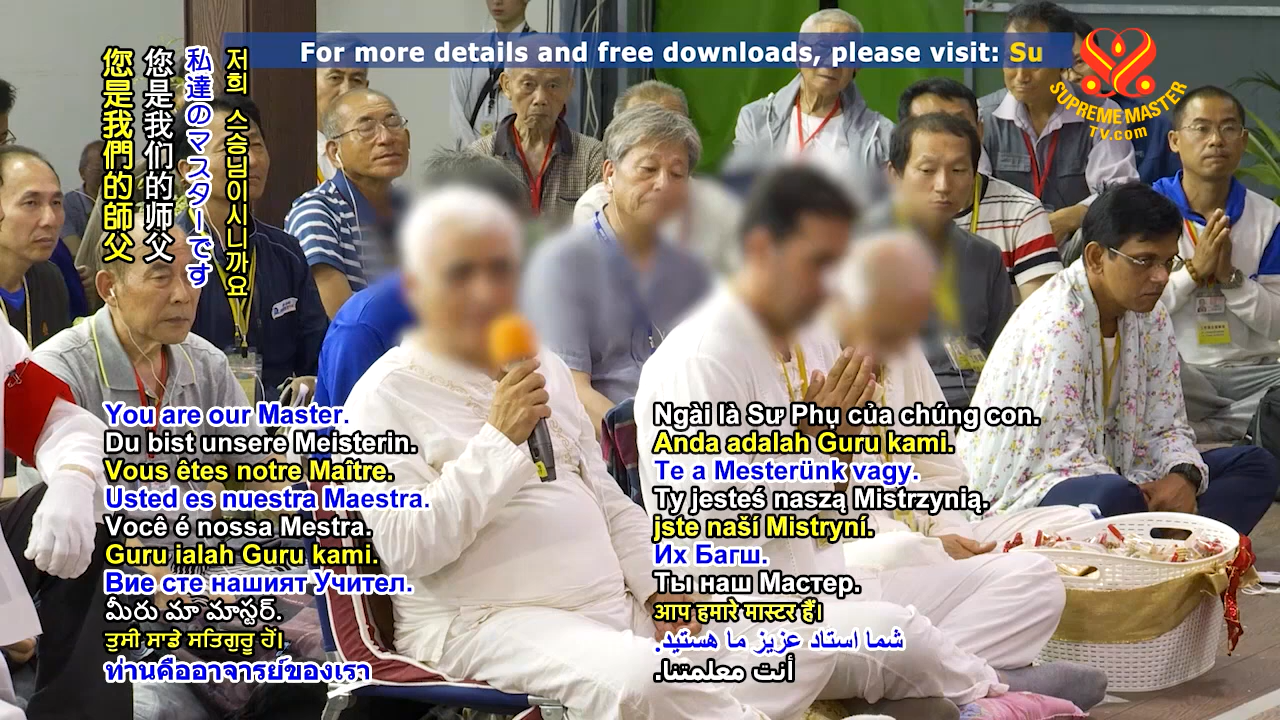 For more details and free downloads, please visit: Su
SUPREME MASTER
TV.com
저희 스승님이시니까요
私達のマスターです
您是我们的师父
您是我們的師父
You are our Master.
Du bist unsere Meisterin.
Vous êtes notre Maître.
Usted es nuestra Maestra.
Você é nossa Mestra.
Guru ialah Guru kami.
Вие сте нашият Учител.
మీరు మా మాస్టర్.
ਤੁਸੀ ਸਾਡੇ ਸਤਿਗੁਰੂ ਹੋਂ।
ท่านคืออาจารย์ของเรา
Ngài là Sư Phụ của chúng con.
Anda adalah Guru kami.
Te a Mesterünk vagy.
Ty jesteś naszą Mistrzynią.
jste naší Mistryní.
Их Багш.
Ты наш Мастер.
आप हमारे मास्टर हैं।
شما استاد عزیز ما هستید.
أنت معلمتنا.